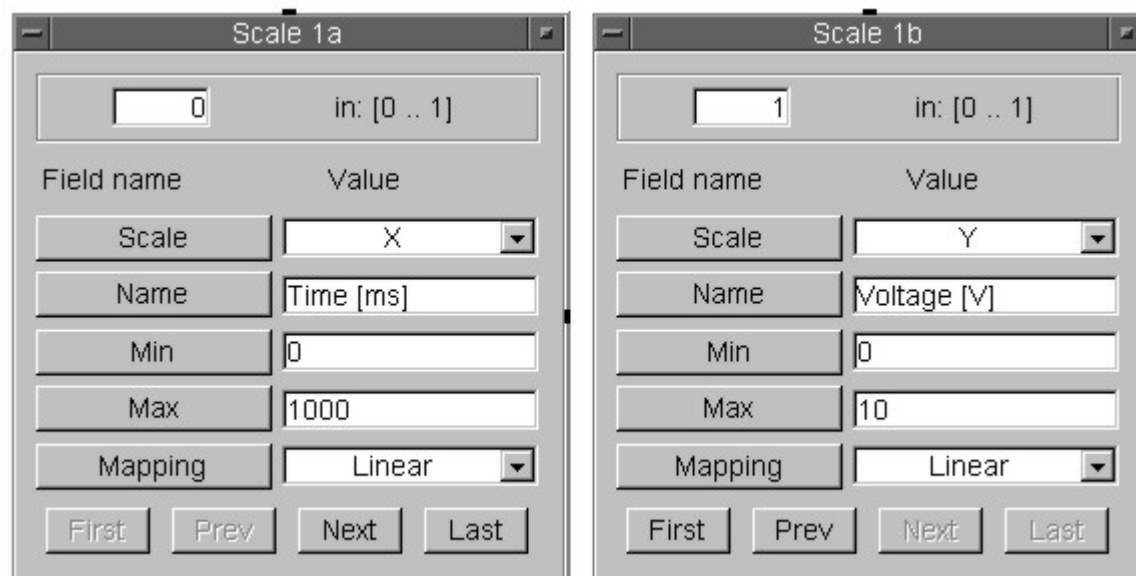 Scale 1a
0 in: [0 .. 1]
Field name Value
Scale X
Name Time [ms]
Min 0
Max 1000
Mapping Linear
First Prev Next Last
Scale 1b
1 in: [0 .. 1]
Field name Value
Scale Y
Name Voltage [V]
Min 0
Max 10
Mapping Linear
First Prev Next Last